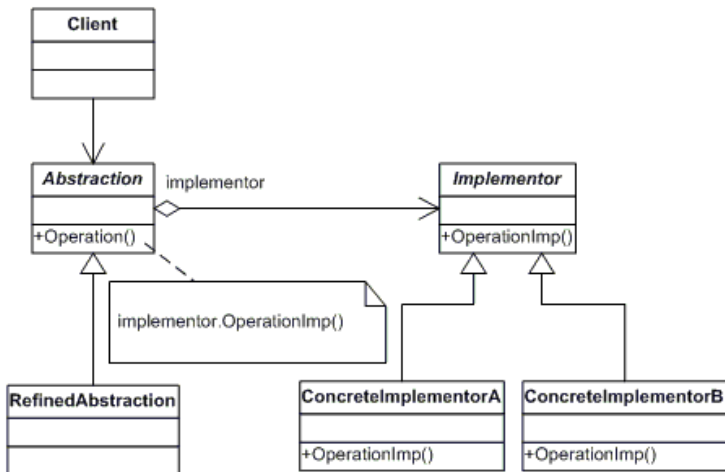 Client
Abstraction
implementor
Implementor
+Operation()
+OperationImp()
implementor.OperationImp()
RefinedAbstraction
ConcreteImplementorA
ConcreteImplementorB
+OperationImp()
+OperationImp()